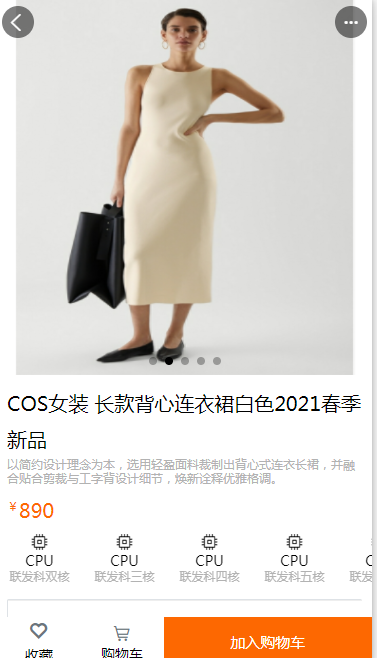 COS女装 长款背心连衣裙白色2021春季
新品
以简约设计理念为本，选用轻盈面料裁制出背心式连衣长裙，并融
合贴合剪裁与工字背设计细节，焕新诠释优雅格调。
¥890
CPU CPU CPU CPU
联发科双核 联发科三核 联发科四核 联发科五核 联发
收藏 购物车 加入购物车